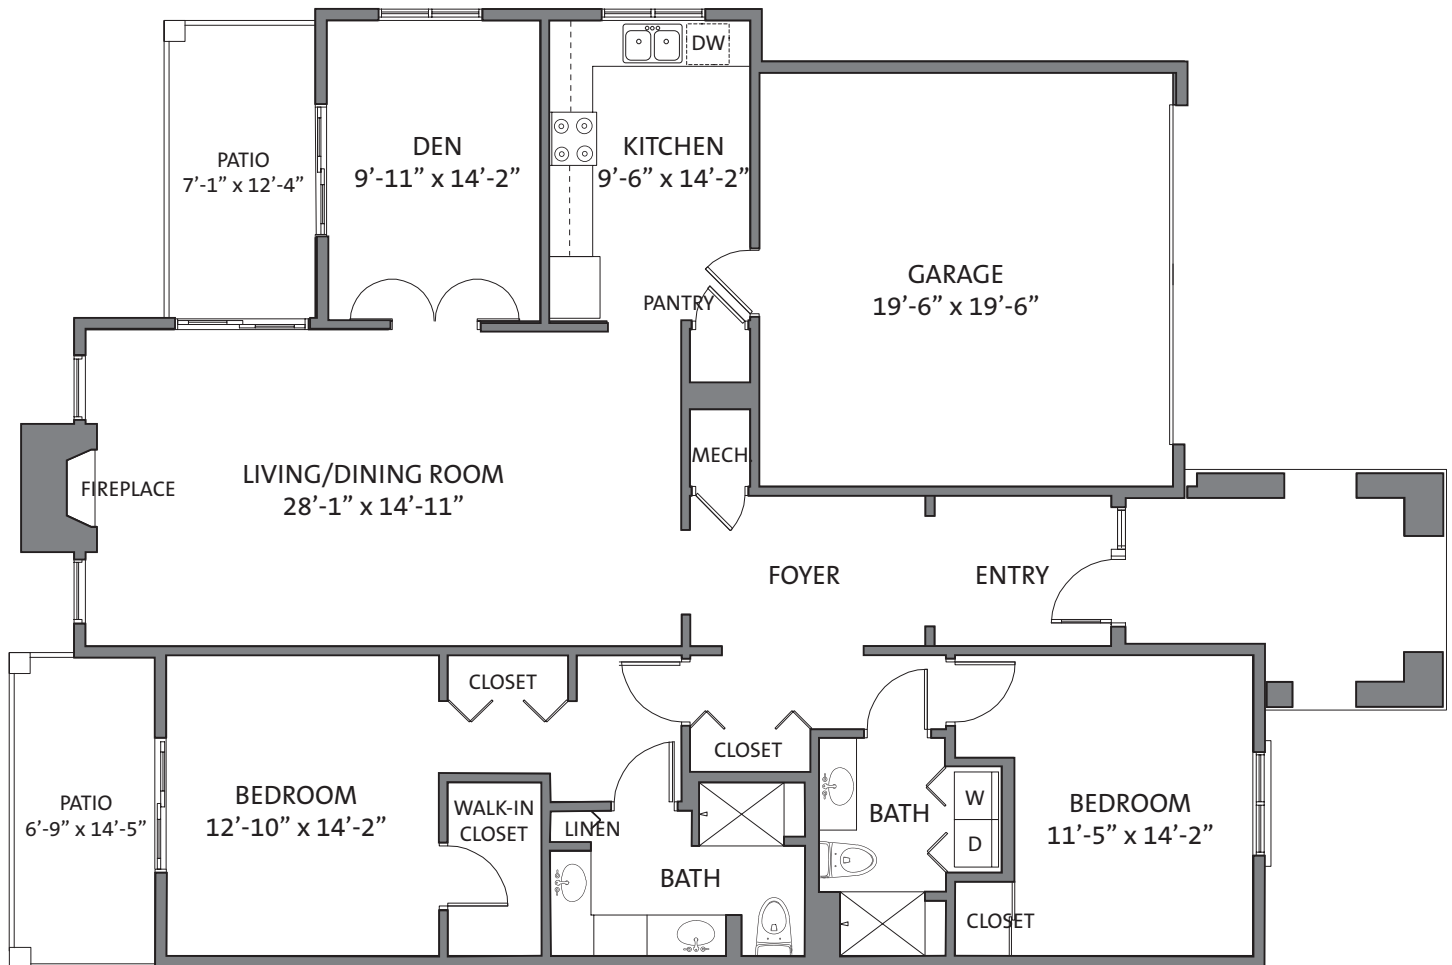 DW
DEN
9’-11” x 14’-2”
KITCHEN
9’-6” x 14’-2”
PATIO
7’-1” x 12’-4”
GARAGE
19’-6” x 19’-6”
PANTRY
MECH.
LIVING/DINING ROOM
28’-1” x 14’-11”
FIREPLACE
FOYER
ENTRY
CLOSET
CLOSET
PATIO
6’-9” x 14’-5”
BEDROOM
12’-10” x 14’-2”
WALK-IN
CLOSET
LINEN
BATH
BATH
W
D
BEDROOM
11’-5” x 14’-2”
CLOSET